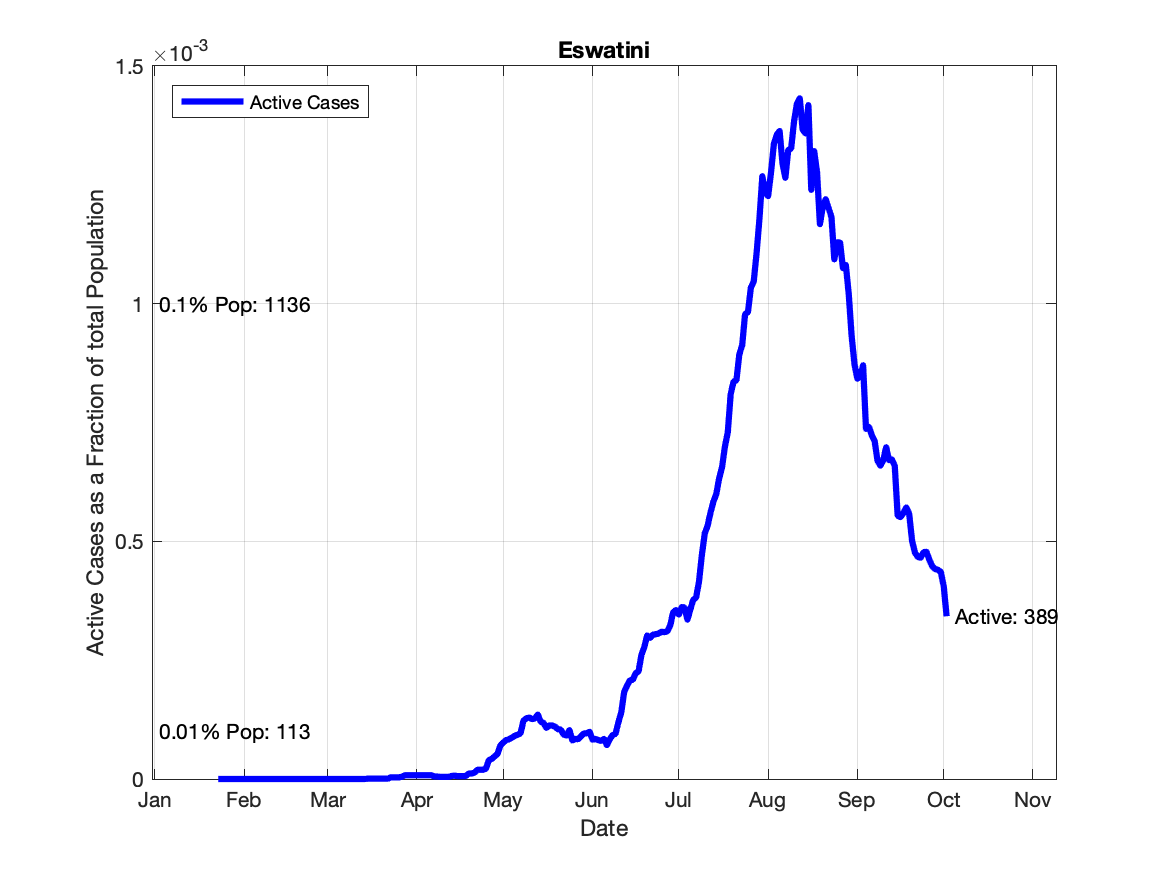 Eswatini
×10-3
1.5
Active Cases
1
0.1% Pop: 1136
0.5
Active: 389
0.01% Pop: 113
0
Jan Feb Mar Apr May Jun Jul Aug Sep Oct Nov
Date
Active Cases as a Fraction of total Population